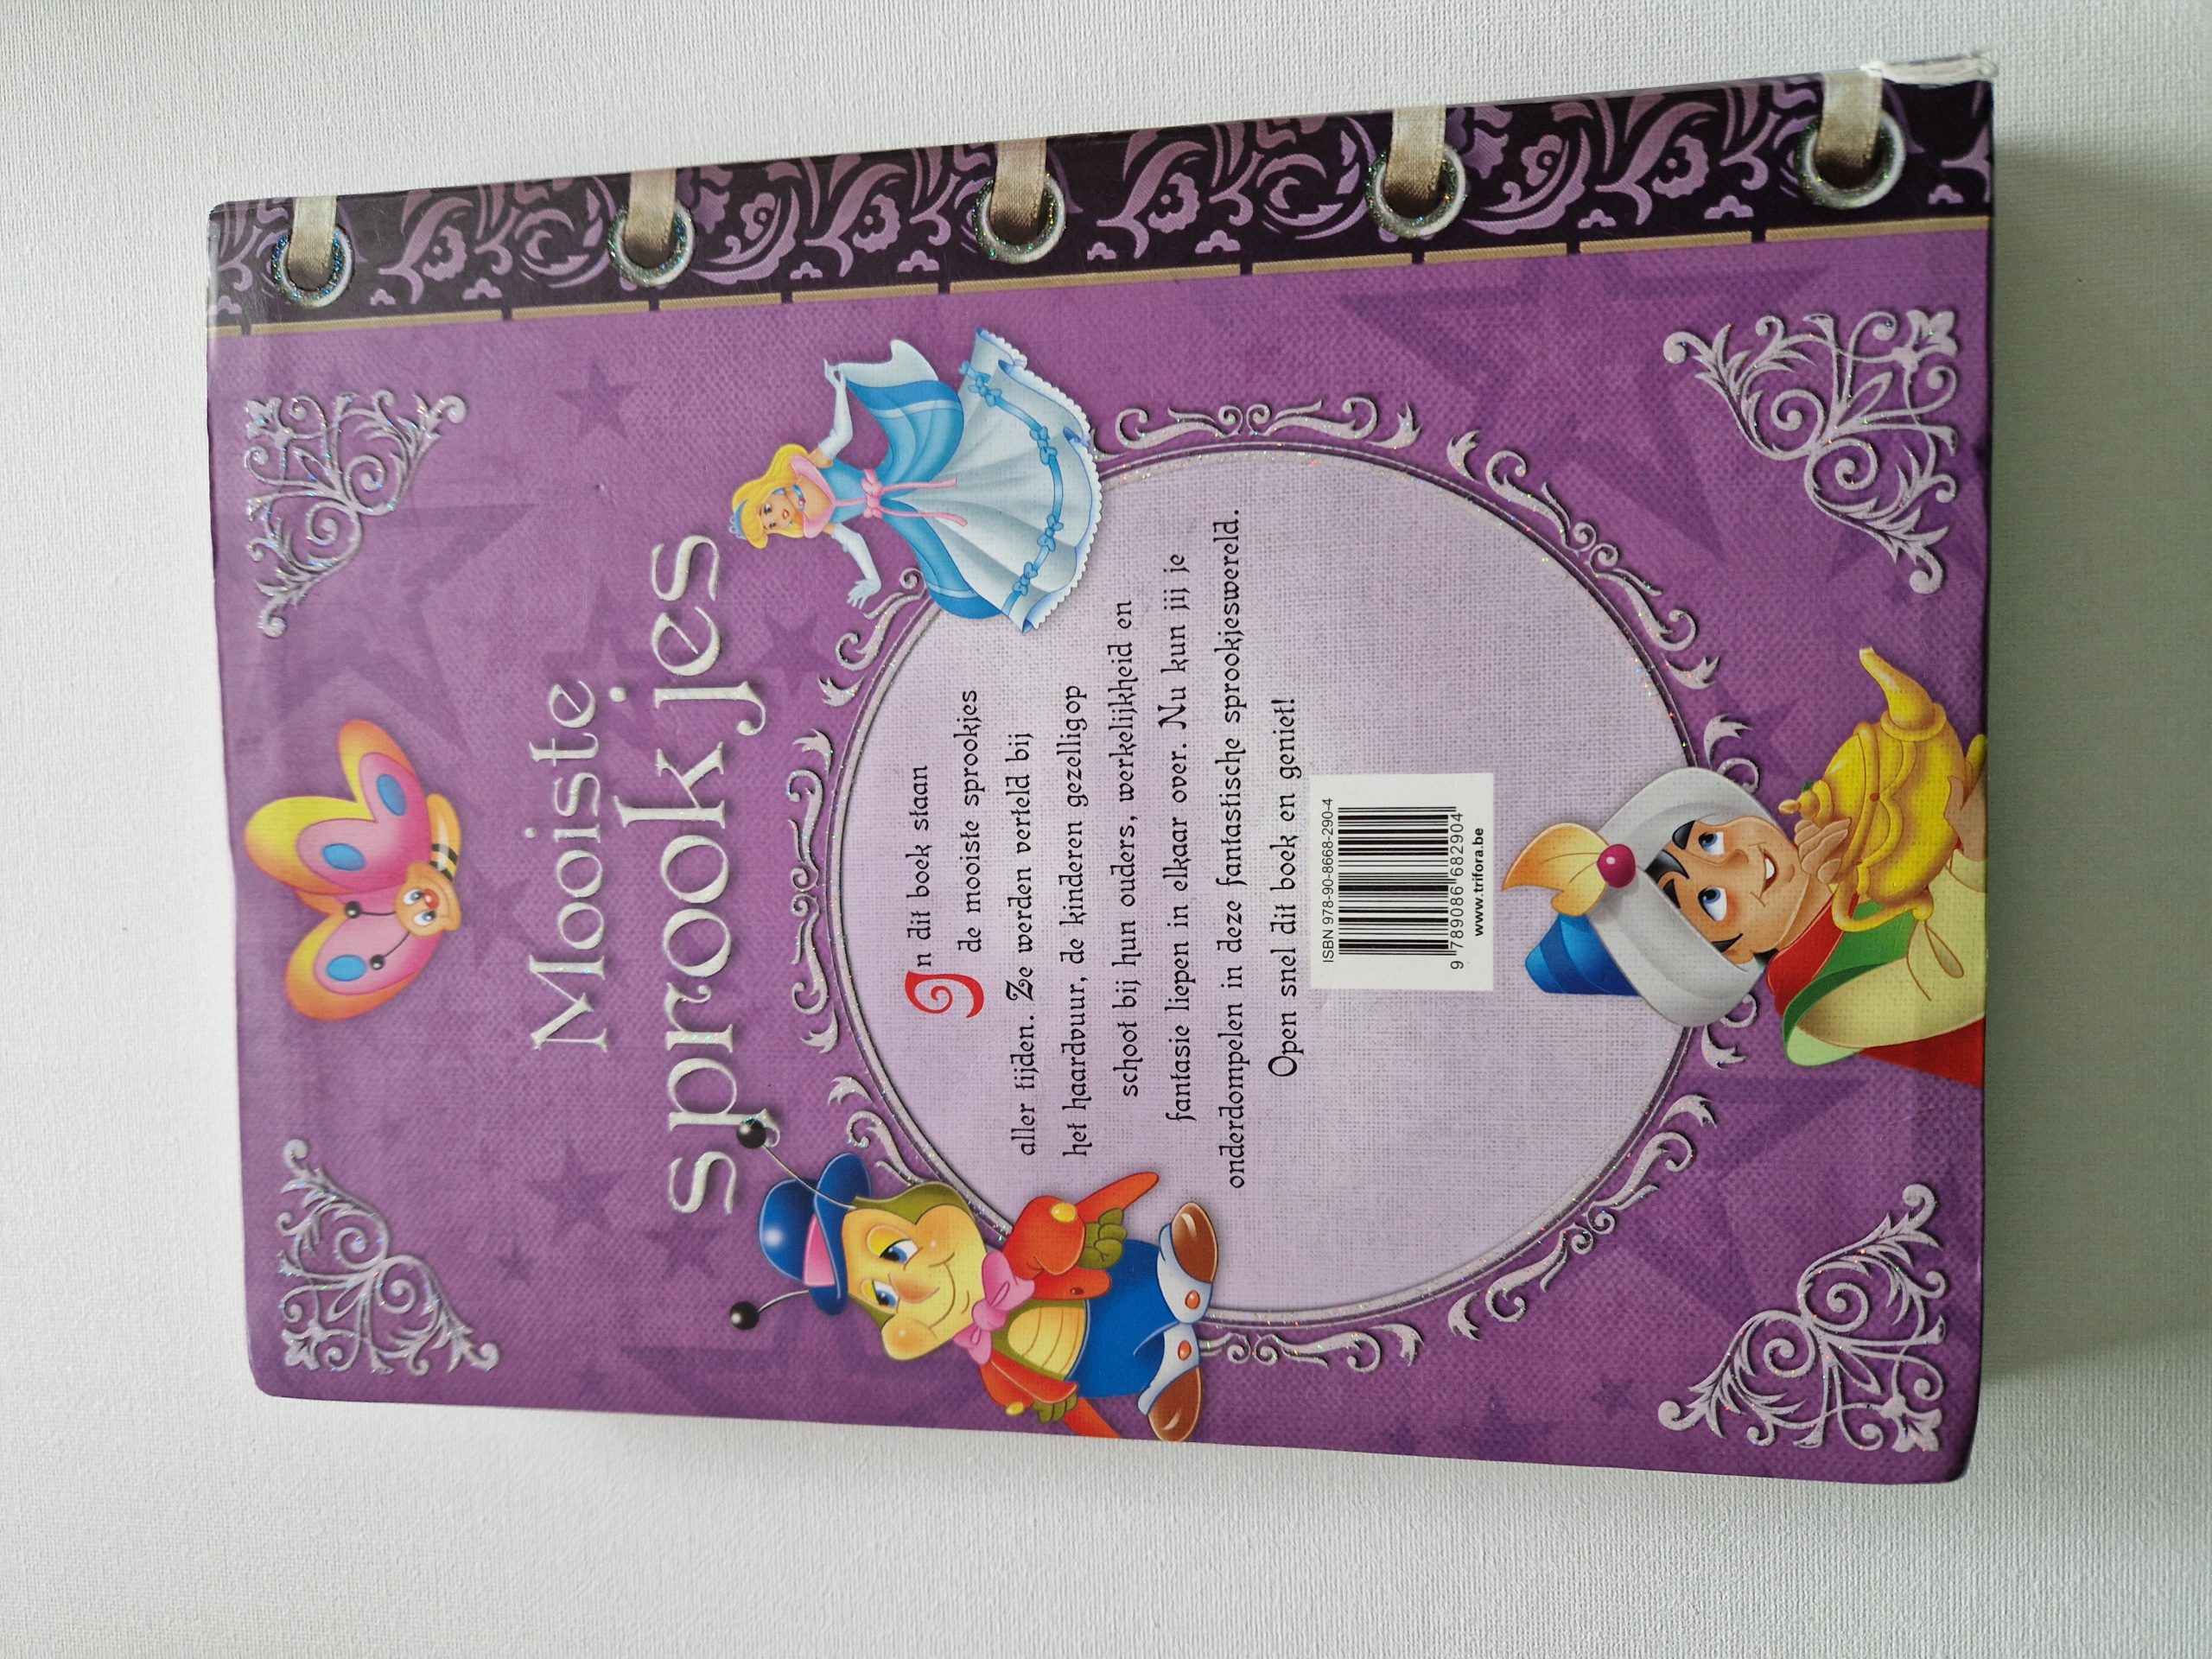 Mooiste
sprookjes
In dit boek staan
de mooiste sprookjes
aller tijden. Ze werden verteld bij
het haardvuur, de kinderen gezellig op
schoot bij hun ouders, werkelijkheid en
fantasie liepen in elkaar over. Nu kun jij je
onderdompelen in deze fantastische sprookjeswereld.
Open snel dit boek en geniet!
ISBN 978-90-8668-290-4
9 789086 682904
www.trifora.be